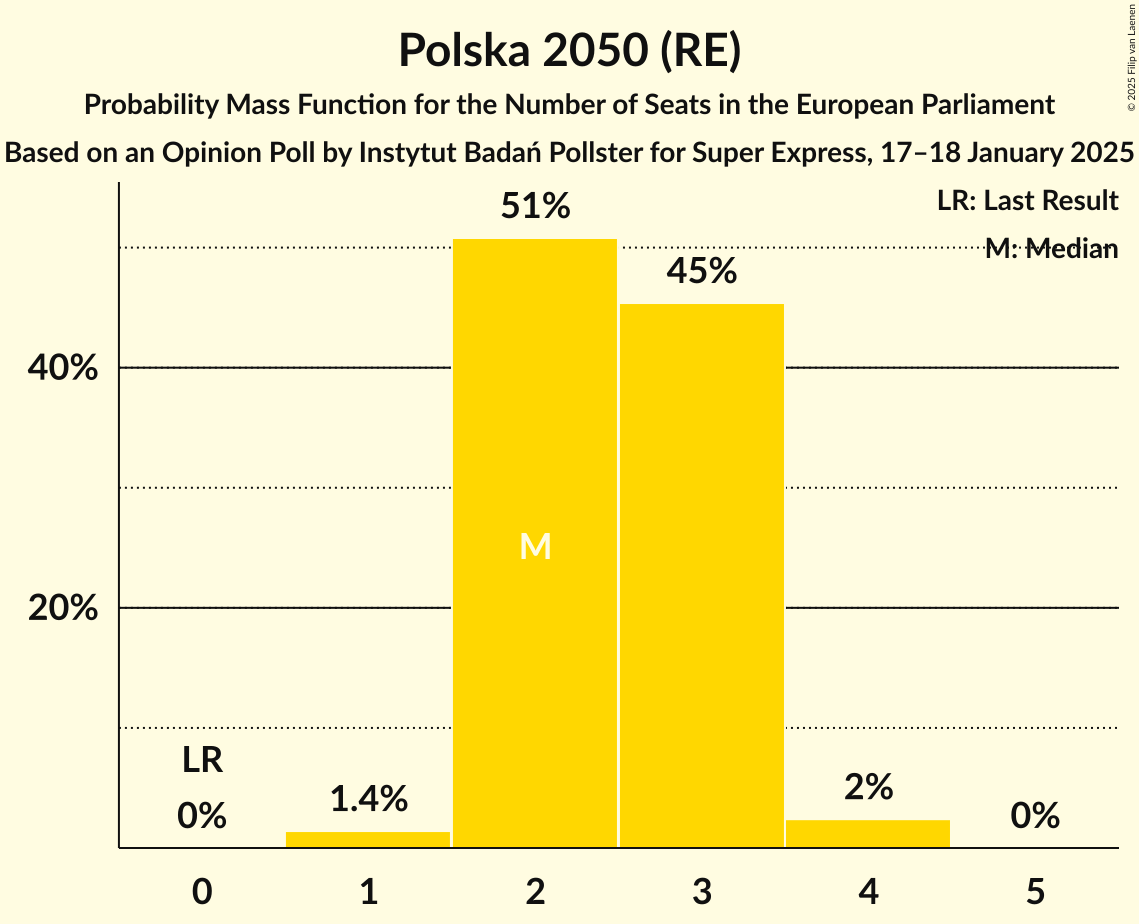 Polska 2050 (RE)
Probability Mass Function for the Number of Seats in the European Parliament
Based on an Opinion Poll by Instytut Badań Pollster for Super Express, 17–18 January 2025
© 2025 Filip van Laenen
LR: Last Result
M: Median
51%
45%
40%
M
20%
LR
0%
1.4%
2%
0%
0
1
2
3
4
5